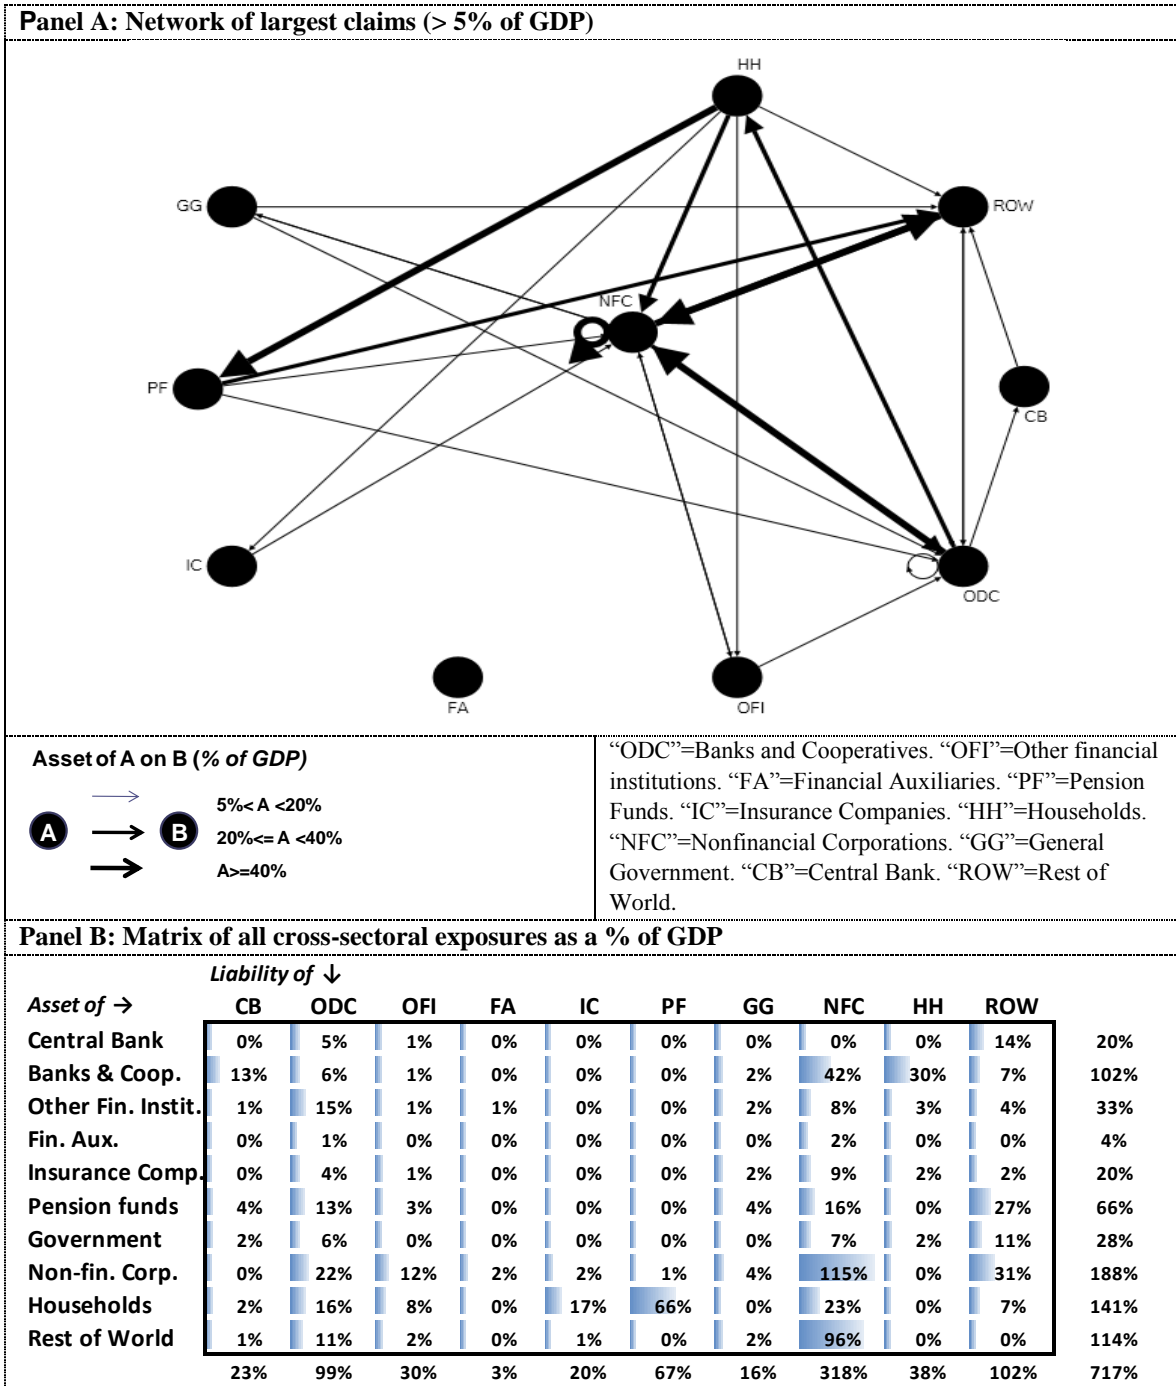 Panel A: Network of largest claims (> 5% of GDP)
HH
GG
ROW
NFC
PF
CB
IC
ODC
FA
OFI
Asset of A on B (% of GDP)
A
B
5%< A <20%
20%<= A <40%
A>=40%
“ODC”=Banks and Cooperatives. “OFI”=Other financial
institutions. “FA”=Financial Auxiliaries. “PF”=Pension
Funds. “IC”=Insurance Companies. “HH”=Households.
“NFC”=Nonfinancial Corporations. “GG”=General
Government. “CB”=Central Bank. “ROW”=Rest of
World.
Panel B: Matrix of all cross-sectoral exposures as a % of GDP
Liability of ↓
Asset of → CB ODC OFI FA IC PF GG NFC HH ROW
Central Bank 0% 5% 1% 0% 0% 0% 0% 0% 0% 14% 20%
Banks & Coop. 13% 6% 1% 0% 0% 0% 2% 42% 30% 7% 102%
Other Fin. Instit. 1% 15% 1% 1% 0% 0% 2% 8% 3% 4% 33%
Fin. Aux. 0% 1% 0% 0% 0% 0% 0% 2% 0% 0% 4%
Insurance Comp. 0% 4% 1% 0% 0% 0% 2% 9% 2% 2% 20%
Pension funds 4% 13% 3% 0% 0% 0% 4% 16% 0% 27% 66%
Government 2% 6% 0% 0% 0% 0% 0% 7% 2% 11% 28%
Non-fin. Corp. 0% 22% 12% 2% 2% 1% 4% 115% 0% 31% 188%
Households 2% 16% 8% 0% 17% 66% 0% 23% 0% 7% 141%
Rest of World 1% 11% 2% 0% 1% 0% 2% 96% 0% 0% 114%
23% 99% 30% 3% 20% 67% 16% 318% 38% 102% 717%